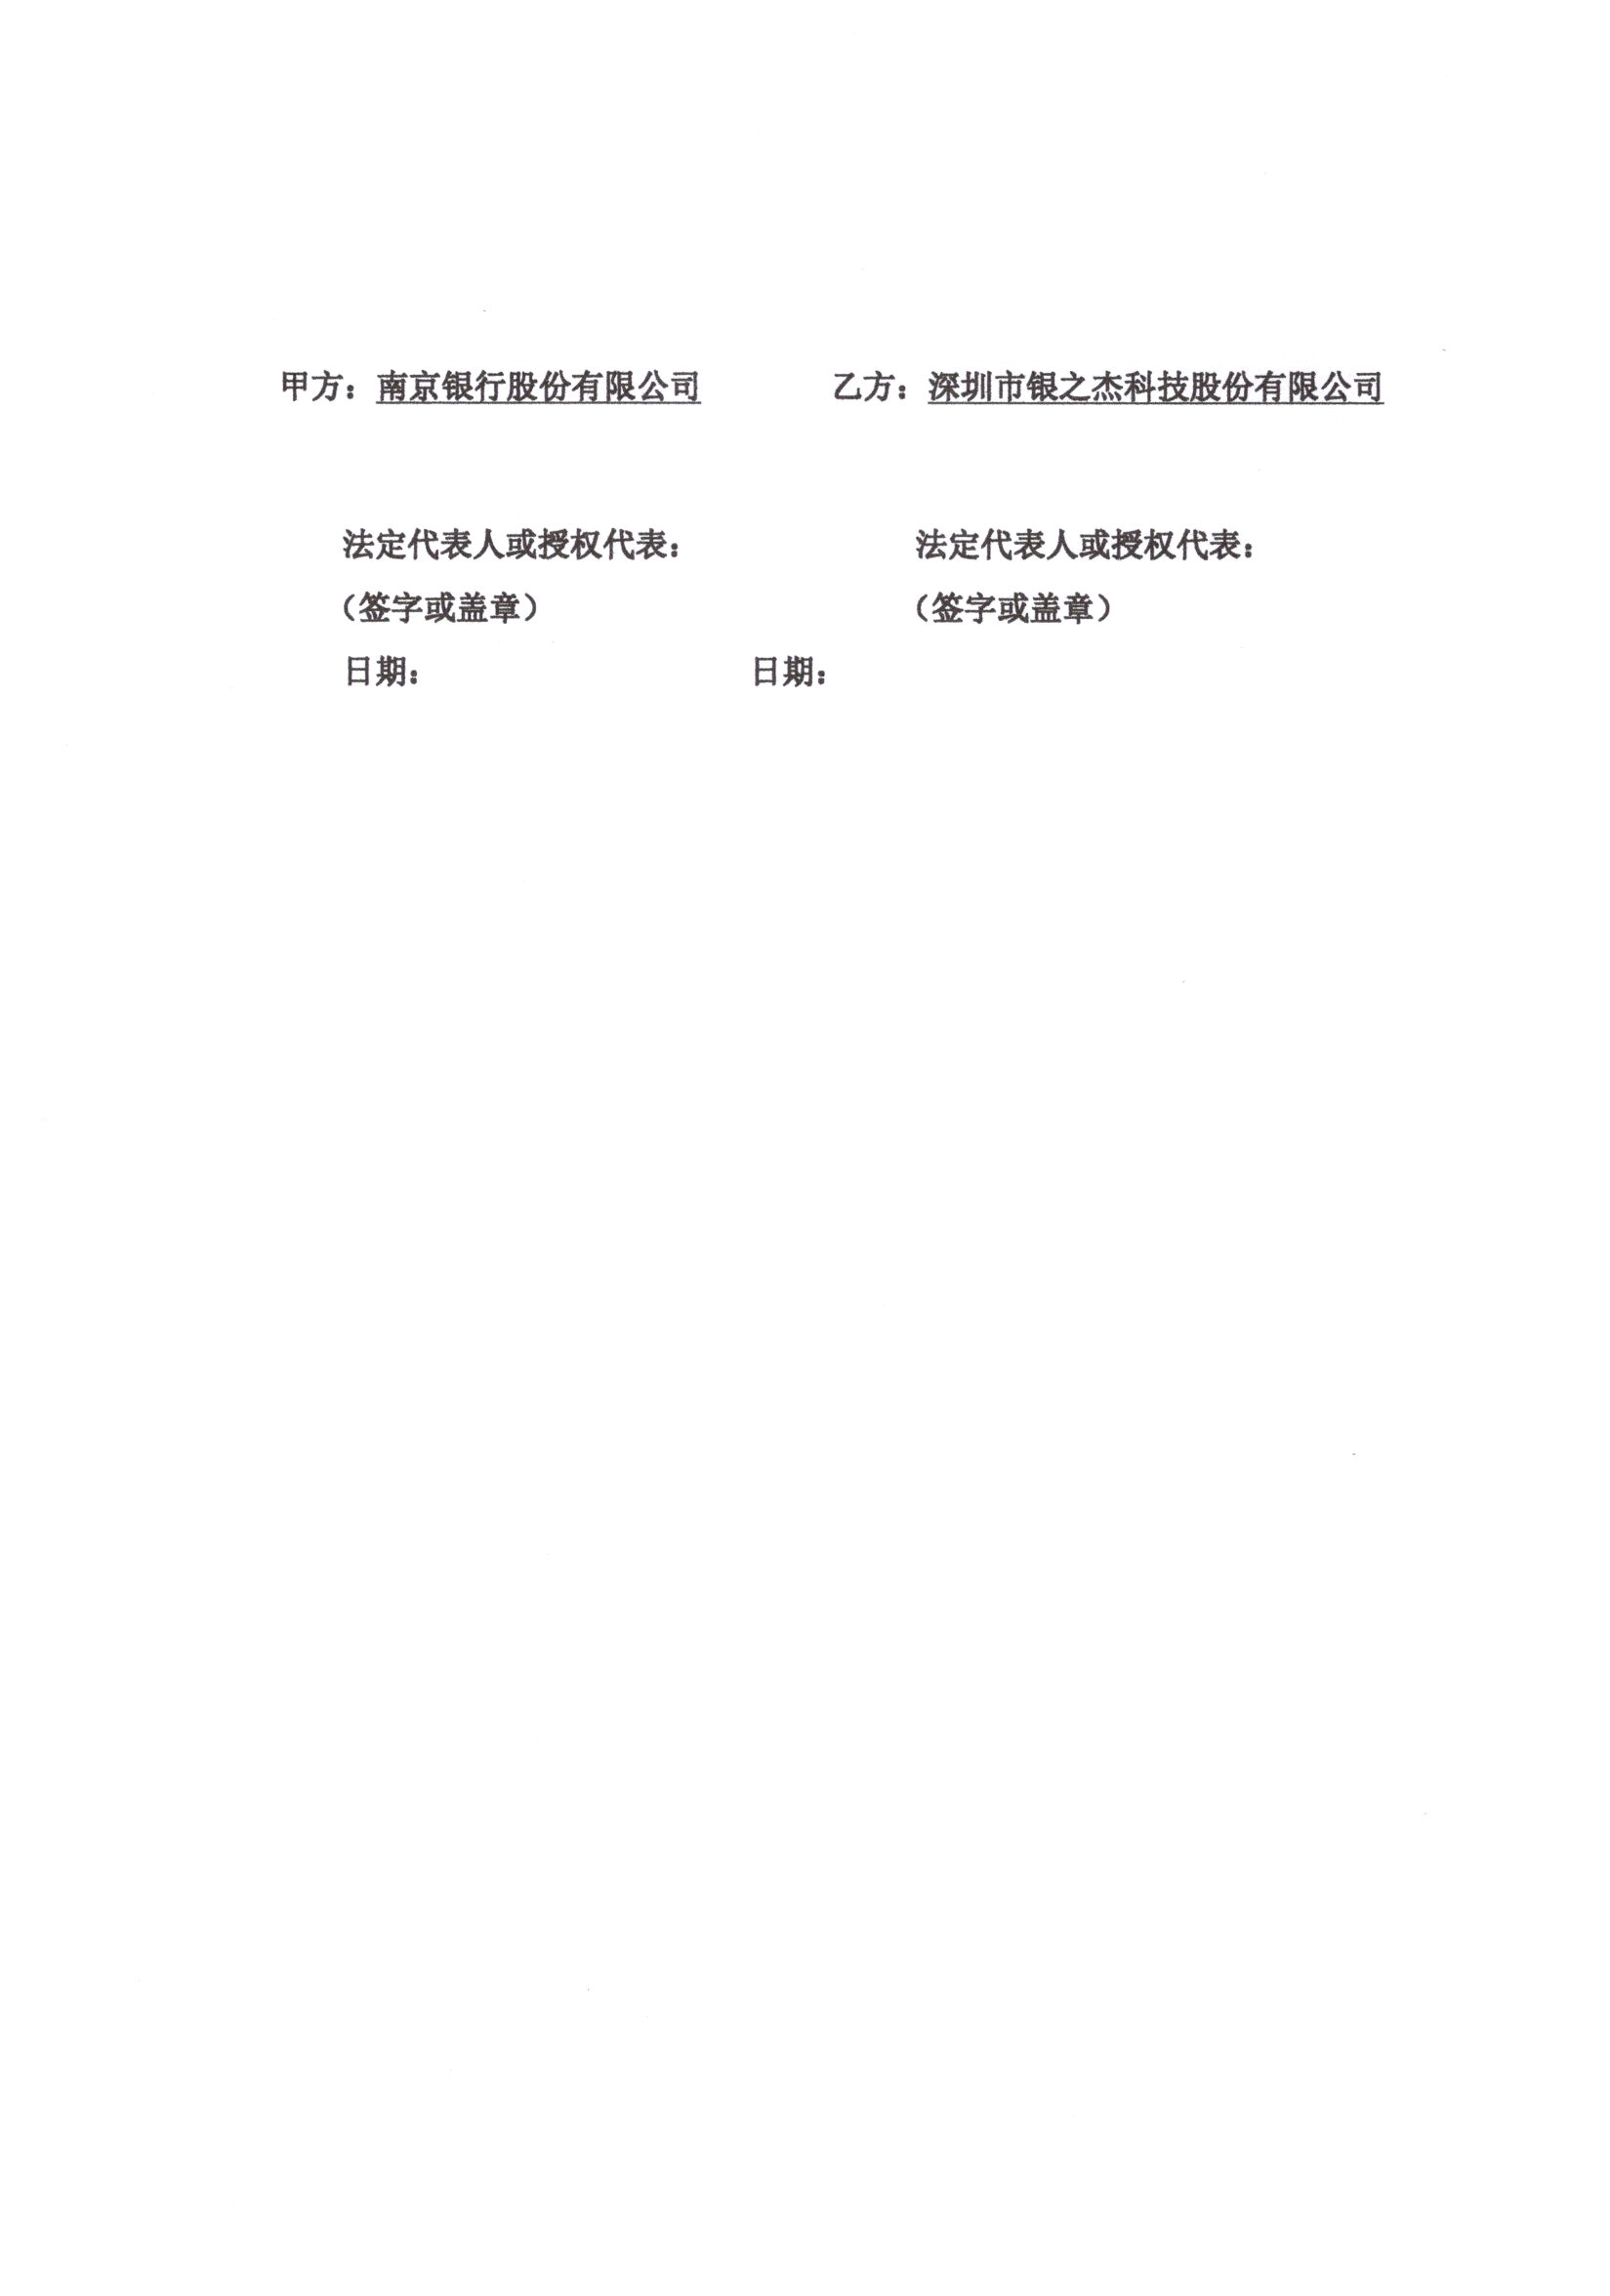 甲方：南京银行股份有限公司 乙方：深圳市银之杰科技股份有限公司
法定代表人或授权代表： 法定代表人或授权代表：
（签字或盖章） （签字或盖章）
日期： 日期：